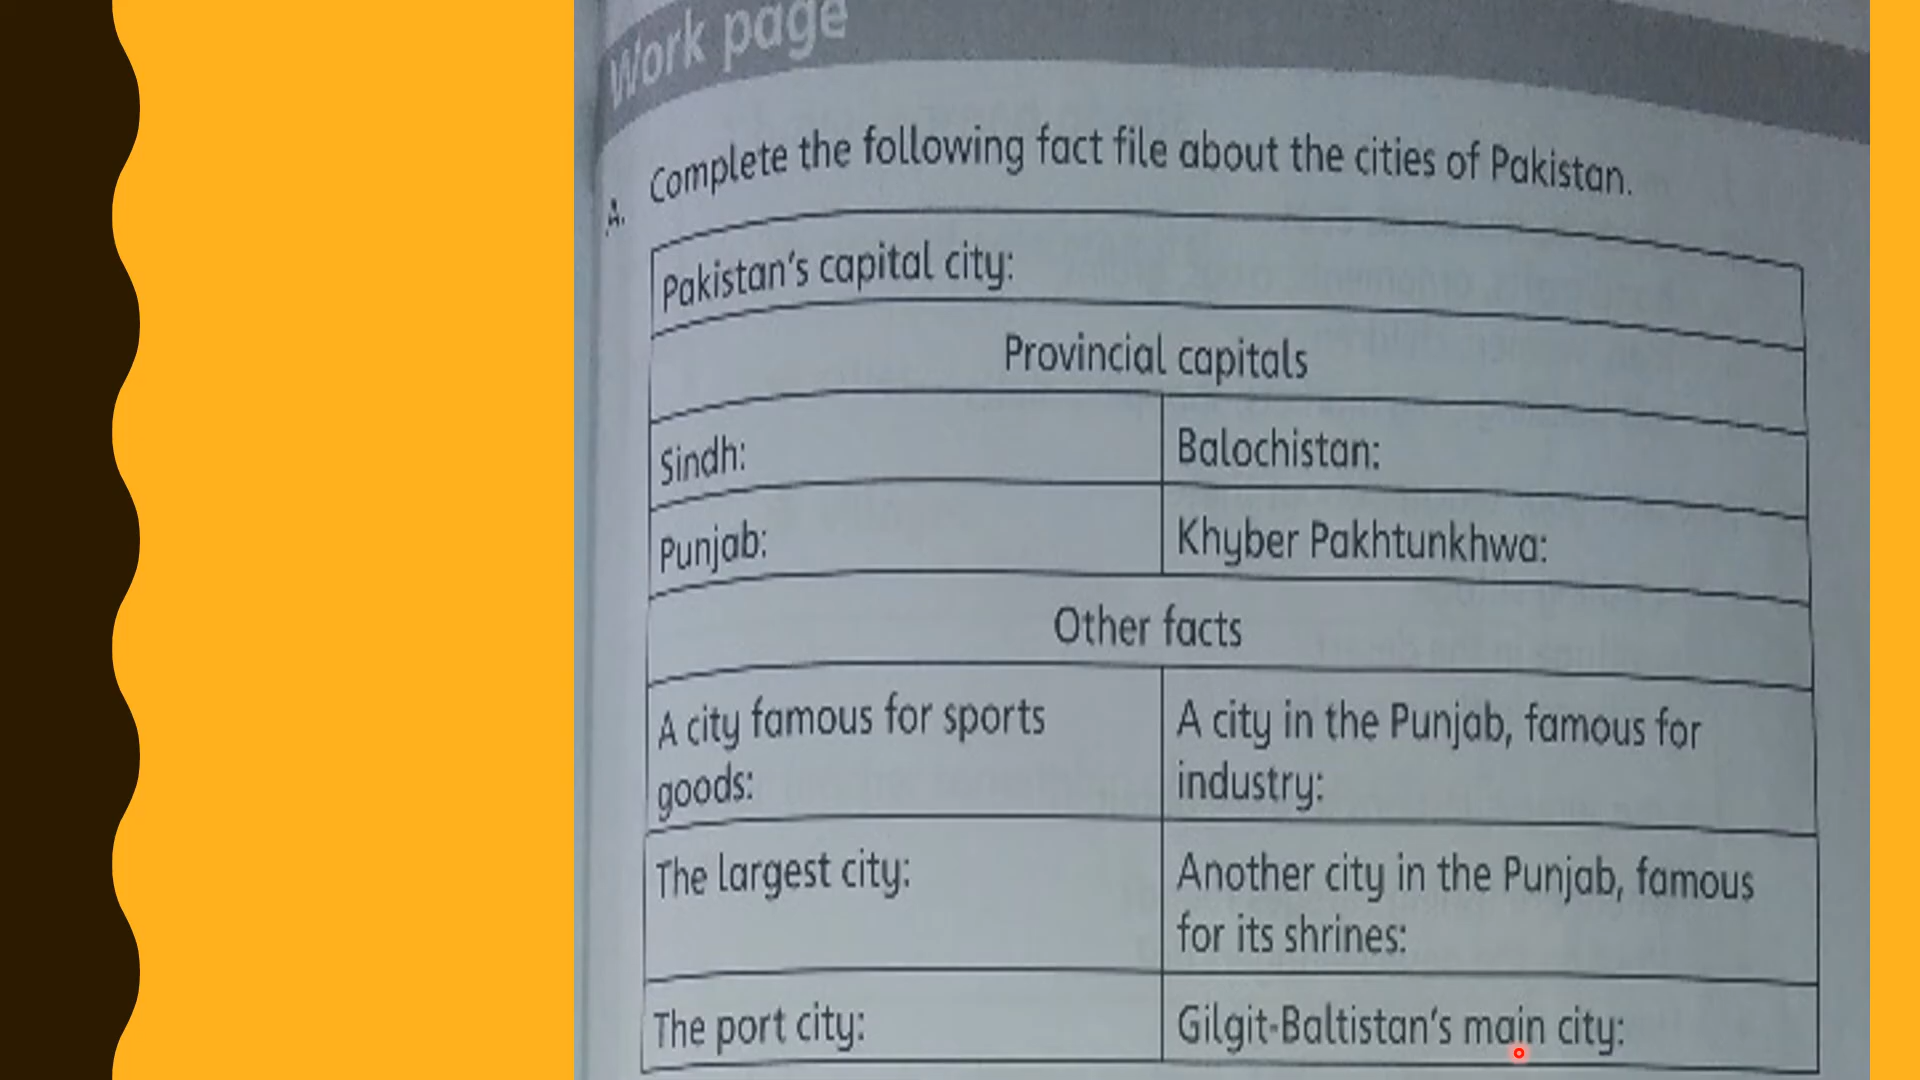 Work page
A. Complete the following fact file about the cities of Pakistan.
Pakistan's capital city:
Provincial capitals
Sindh:
Balochistan:
Punjab:
Khyber Pakhtunkhwa:
Other facts
A city famous for sports
goods:
A city in the Punjab, famous for
industry:
The largest city:
Another city in the Punjab, famous
for its shrines:
The port city:
Gilgit-Baltistan's main city: